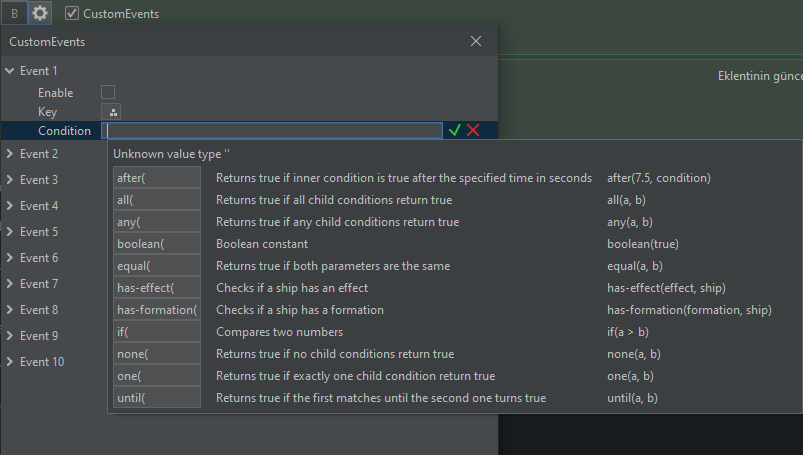 B CustomEvents
CustomEvents
Eklentinin günce
Event 1
Enable
Key
Condition
Unknown value type ''
after( Returns true if inner condition is true after the specified time in seconds after(7.5, condition)
all( Returns true if all child conditions return true all(a, b)
any( Returns true if any child conditions return true any(a, b)
boolean( Boolean constant boolean(true)
equal( Returns true if both parameters are the same equal(a, b)
has-effect( Checks if a ship has an effect has-effect(effect, ship)
has-formation( Checks if a ship has a formation has-formation(formation, ship)
if( Compares two numbers if(a > b)
none( Returns true if no child conditions return true none(a, b)
one( Returns true if exactly one child condition return true one(a, b)
until( Returns true if the first matches until the second one turns true until(a, b)
Event 2
Event 3
Event 4
Event 5
Event 6
Event 7
Event 8
Event 9
Event 10